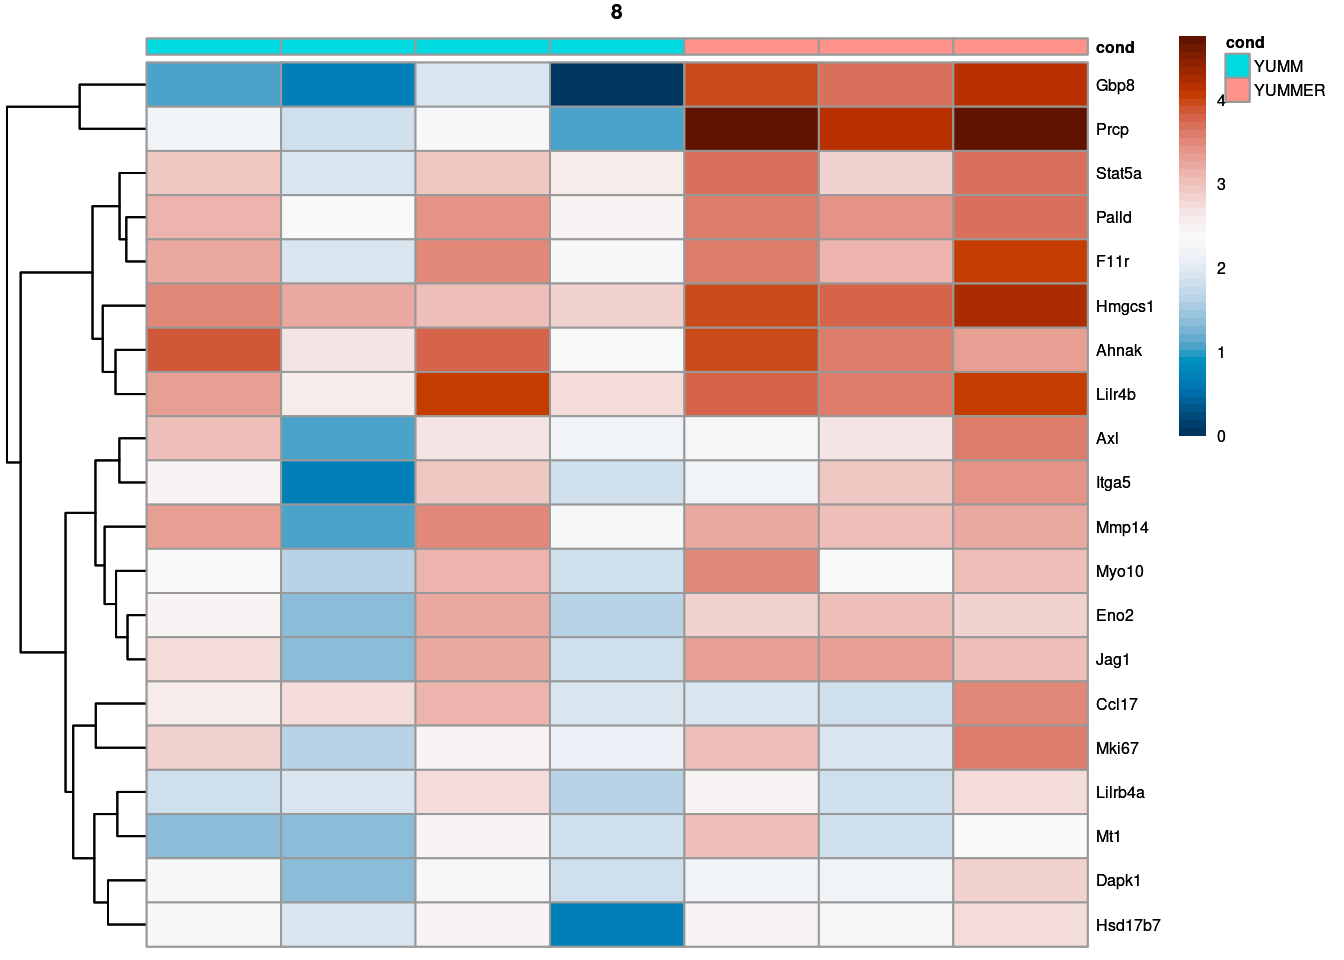 8
cond
Gbp8
Prcp
Stat5a
Palld
F11r
Hmgcs1
Ahnak
Lilr4b
Axl
Itga5
Mmp14
Myo10
Eno2
Jag1
Ccl17
Mki67
Lilrb4a
Mt1
Dapk1
Hsd17b7
4
3
2
1
0
cond
YUMM
YUMMER